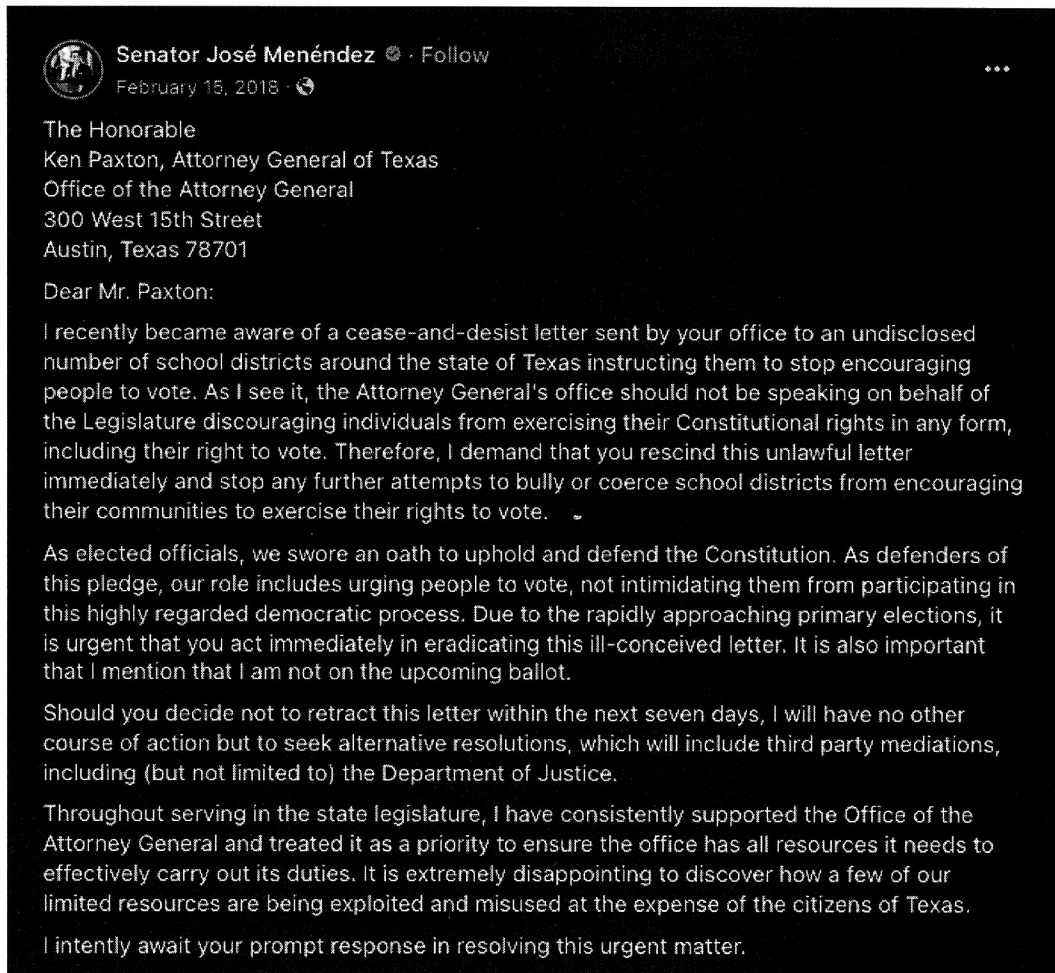 Senator José Menéndez · Follow
February 15, 2018 ·
The Honorable
Ken Paxton, Attorney General of Texas
Office of the Attorney General
300 West 15th Street
Austin, Texas 78701
Dear Mr. Paxton:
I recently became aware of a cease-and-desist letter sent by your office to an undisclosed
number of school districts around the state of Texas instructing them to stop encouraging
people to vote. As I see it, the Attorney General's office should not be speaking on behalf of
the Legislature discouraging individuals from exercising their Constitutional rights in any form,
including their right to vote. Therefore, I demand that you rescind this unlawful letter
immediately and stop any further attempts to bully or coerce school districts from encouraging
their communities to exercise their rights to vote.
As elected officials, we swore an oath to uphold and defend the Constitution. As defenders of
this pledge, our role includes urging people to vote, not intimidating them from participating in
this highly regarded democratic process. Due to the rapidly approaching primary elections, it
is urgent that you act immediately in eradicating this ill-conceived letter. It is also important
that I mention that I am not on the upcoming ballot.
Should you decide not to retract this letter within the next seven days, I will have no other
course of action but to seek alternative resolutions, which will include third party mediations,
including (but not limited to) the Department of Justice.
Throughout serving in the state legislature, I have consistently supported the Office of the
Attorney General and treated it as a priority to ensure the office has all resources it needs to
effectively carry out its duties. It is extremely disappointing to discover how a few of our
limited resources are being exploited and misused at the expense of the citizens of Texas.
I intently await your prompt response in resolving this urgent matter.